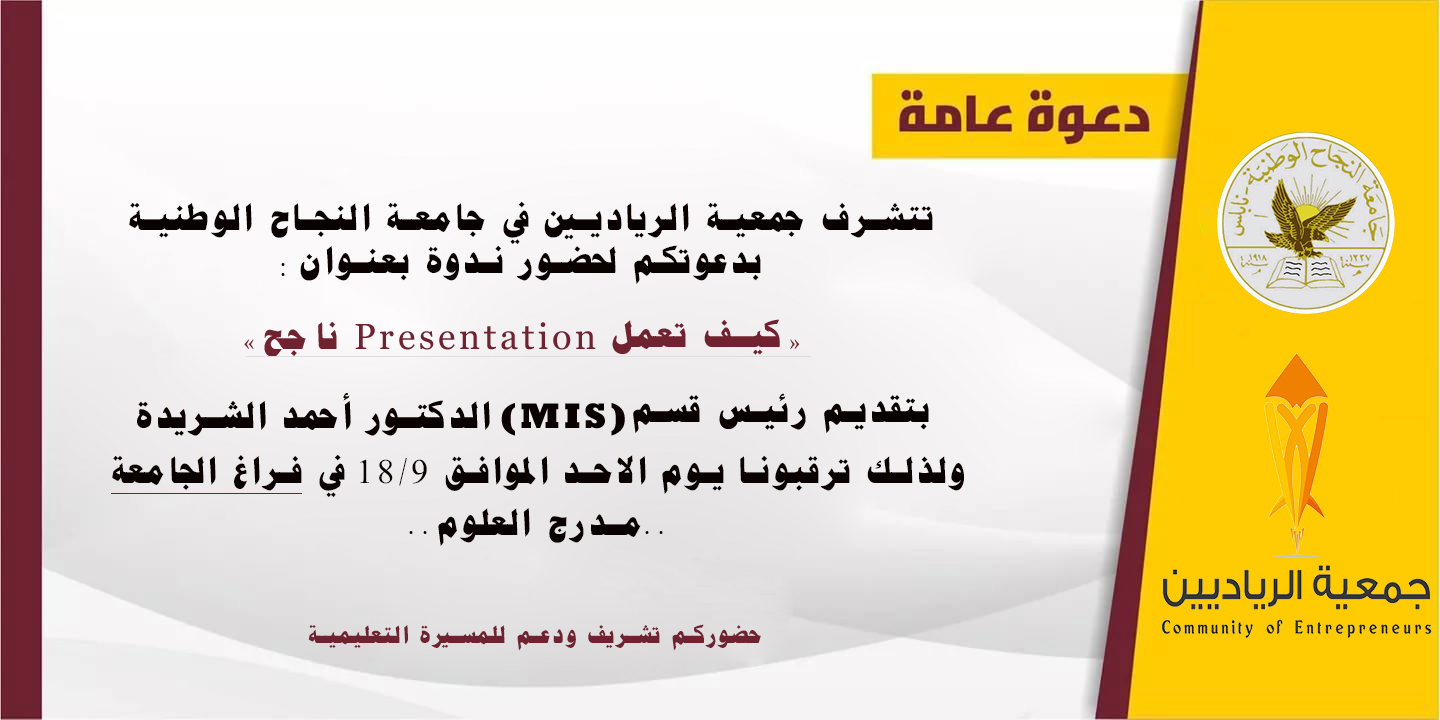 دعوة عامة
تتشرف جمعية الرياديين في جامعة النجاح الوطنية
بدعوتكم لحضور ندوة بعنوان :
« كيف تعمل Presentation ناجح »
بتقديم رئيس قسم (MIS) الدكتور أحمد الشريدة
ولذلك ترقبونا يوم الاحد الموافق 18/9 في فراغ الجامعة
..مدرج العلوم ..
حضوركم تشريف ودعم للمسيرة التعليمية
جامعة النجاح الوطنية - نابلس
١٣٣٧ سنة
سنة ١٩١٨
جمعية الرياديين
Community of Entrepreneurs